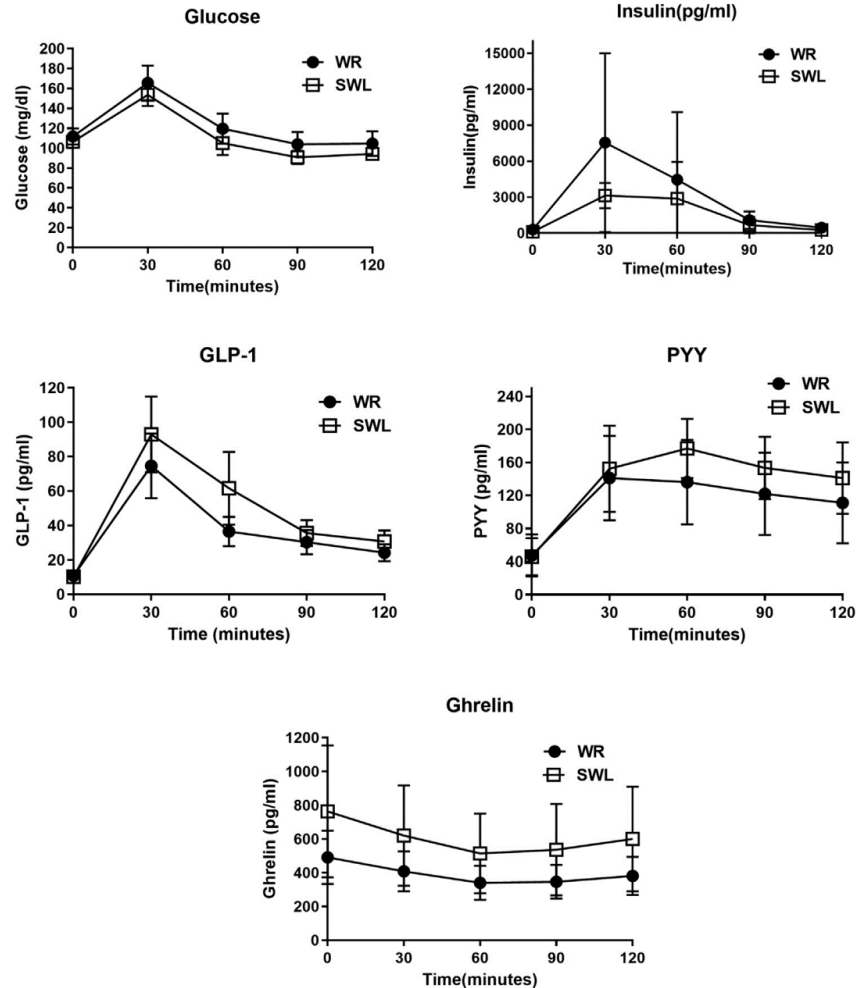 Glucose
200
180
160
140
120
100
80
60
40
20
0
Glucose (mg/dl)
WR
SWL
0 30 60 90 120
Time(minutes)
Insulin(pg/ml)
15000
12000
9000
6000
3000
0
Insulin(pg/ml)
WR
SWL
0 30 60 90 120
Time(minutes)
GLP-1
120
100
80
60
40
20
0
GLP-1 (pg/ml)
WR
SWL
0 30 60 90 120
Time (minutes)
PYY
240
200
160
120
80
40
0
PYY (pg/ml)
WR
SWL
0 30 60 90 120
Time (minutes)
Ghrelin
1200
1000
800
600
400
200
0
Ghrelin (pg/ml)
WR
SWL
0 30 60 90 120
Time(minutes)